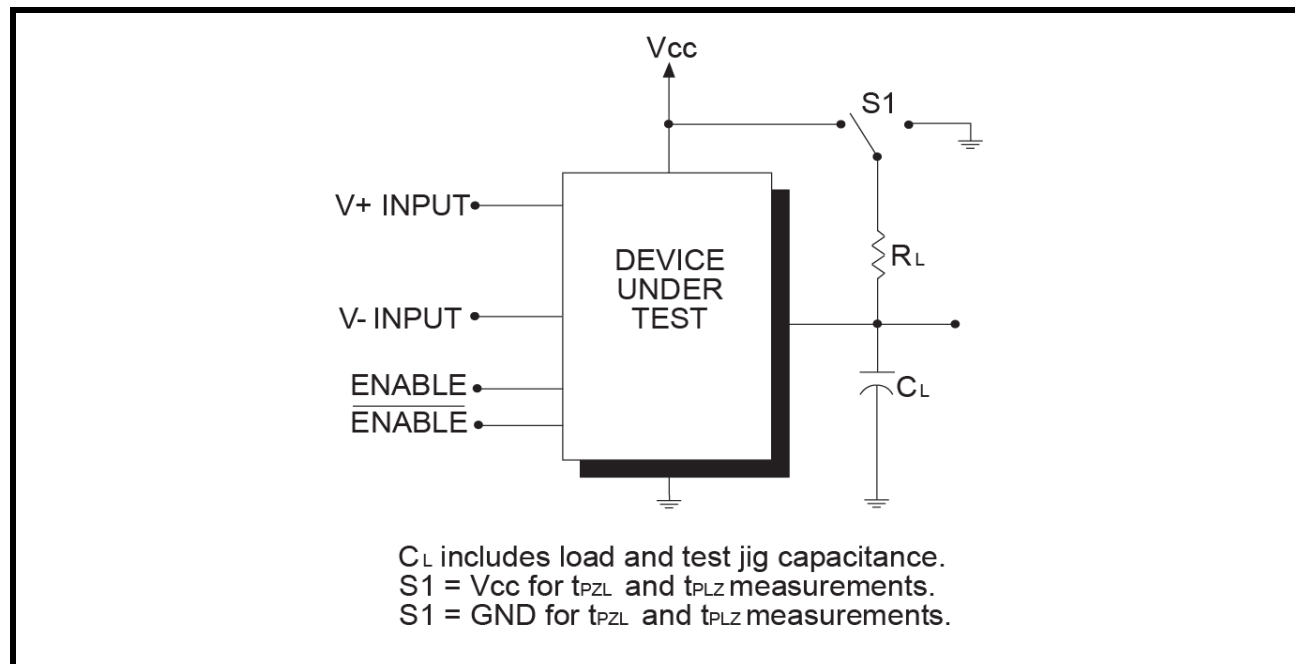 Vcc
S1
V+ INPUT
RL
DEVICE
UNDER
TEST
V- INPUT
ENABLE
CL
ENABLE
CL includes load and test jig capacitance.
S1 = Vcc for tPZL and tPLZ measurements.
S1 = GND for tPZL and tPLZ measurements.